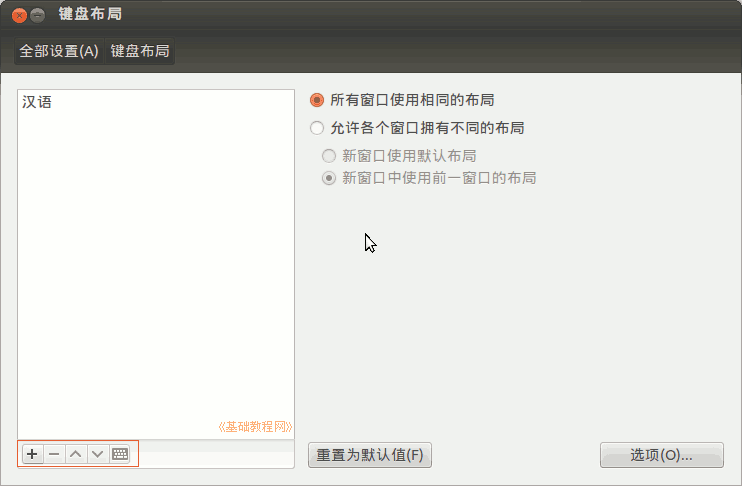 键盘布局
全部设置(A) 键盘布局
汉语
所有窗口使用相同的布局
允许各个窗口拥有不同的布局
新窗口使用默认布局
新窗口中使用前一窗口的布局
《基础教程网》
重置为默认值(F)
选项(O)...